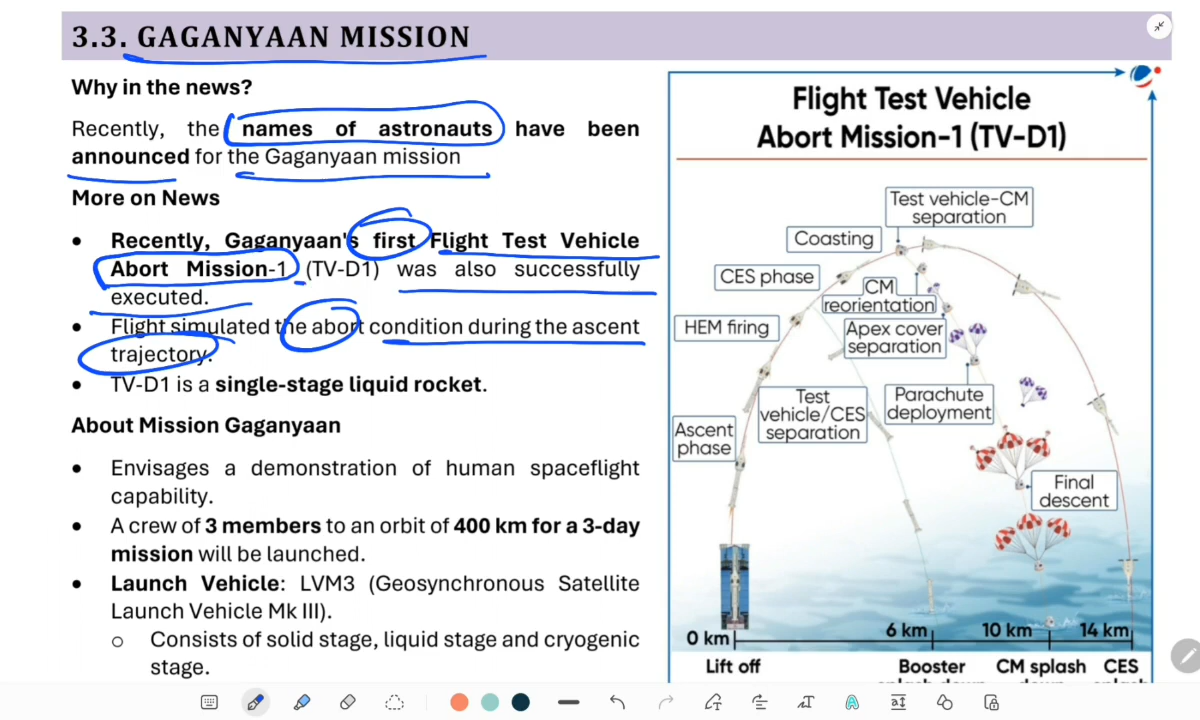 3.3. GAGANYAAN MISSION
Why in the news?
Recently, the names of astronauts have been
announced for the Gaganyaan mission
More on News
• Recently, Gaganyaan's first Flight Test Vehicle
Abort Mission-1 (TV-D1) was also successfully
executed.
• Flight simulated the abort condition during the ascent
trajectory.
• TV-D1 is a single-stage liquid rocket.
About Mission Gaganyaan
• Envisages a demonstration of human spaceflight
capability.
• A crew of 3 members to an orbit of 400 km for a 3-day
mission will be launched.
• Launch Vehicle: LVM3 (Geosynchronous Satellite
Launch Vehicle Mk III).
o Consists of solid stage, liquid stage and cryogenic
stage.
Flight Test Vehicle
Abort Mission-1 (TV-D1)
Test vehicle-CM
separation
Coasting
CES phase
CM
reorientation
HEM firing
Apex cover
separation
Test
vehicle/CES
separation
Parachute
deployment
Ascent
phase
Final
descent
0 km
6 km
10 km
14 km
Lift off
Booster
CM splash
CES